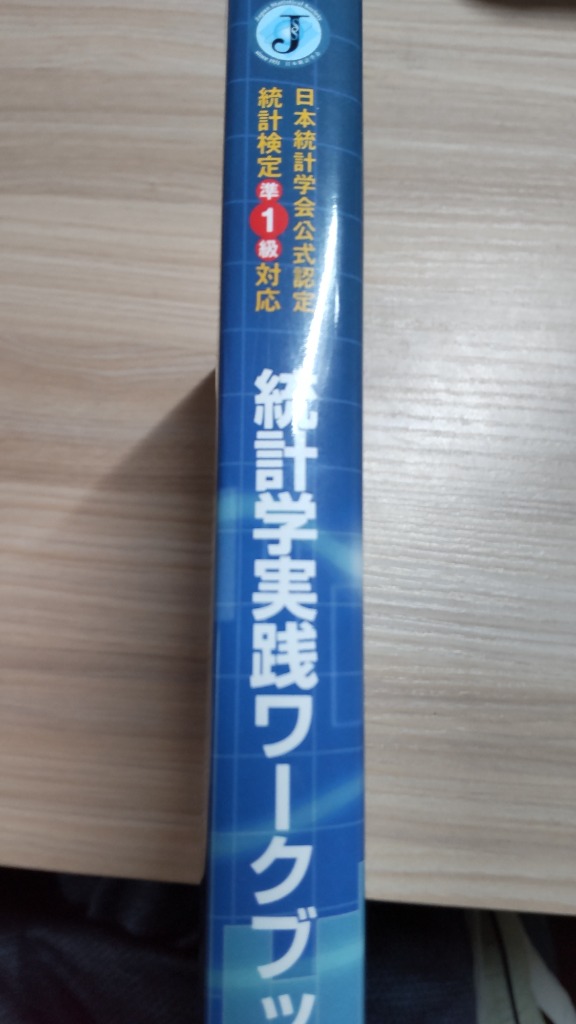 日本統計学会公式認定
統計検定準1級対応
統計学実践ワークブッ